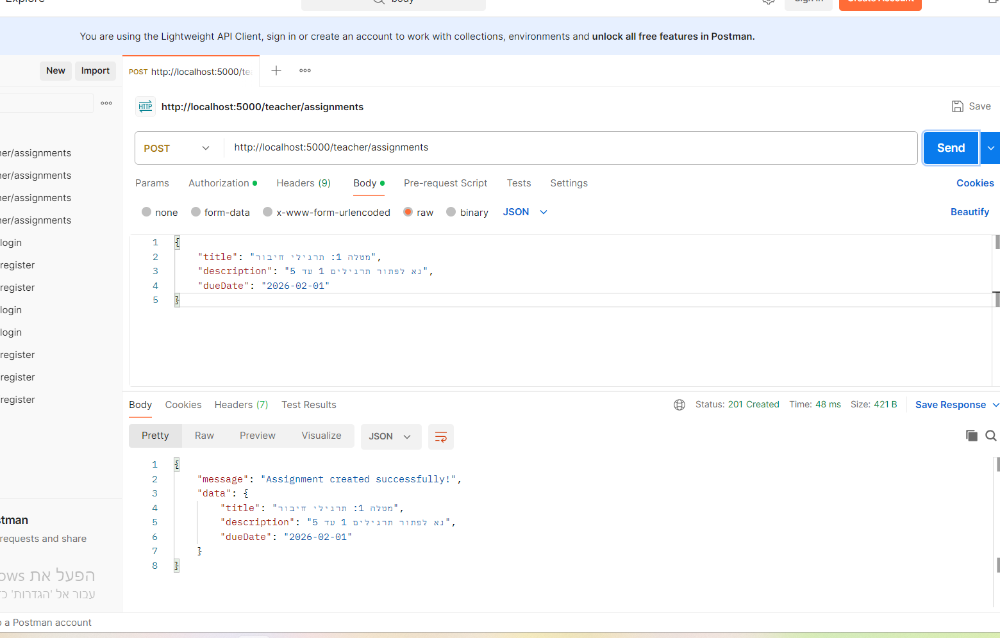 body
You are using the Lightweight API Client, sign in or create an account to work with collections, environments and unlock all free features in Postman.
New Import
POST http://localhost:5000/te
HTTP http://localhost:5000/teacher/assignments
Save
POST http://localhost:5000/teacher/assignments
Send
Params Authorization Headers (9) Body Pre-request Script Tests Settings
Cookies
none form-data x-www-form-urlencoded raw binary JSON
Beautify
1 {
2 "title": "מטלה 1: תרגילי חיבור",
3 "description": "נא לפתור תרגילים 1 עד 5",
4 "dueDate": "2026-02-01"
5 }
er/assignments
er/assignments
er/assignments
er/assignments
login
register
register
login
login
register
register
register
Body Cookies Headers (7) Test Results
Status: 201 Created Time: 48 ms Size: 421 B
Save Response
Pretty Raw Preview Visualize JSON
1 {
2 "message": "Assignment created successfully!",
3 "data": {
4 "title": "מטלה 1: תרגילי חיבור",
5 "description": "נא לפתור תרגילים 1 עד 5",
6 "dueDate": "2026-02-01"
7 }
8 }
stman
requests and share
הפעל את ows
עבור אל 'הגדרות' כד
a Postman account